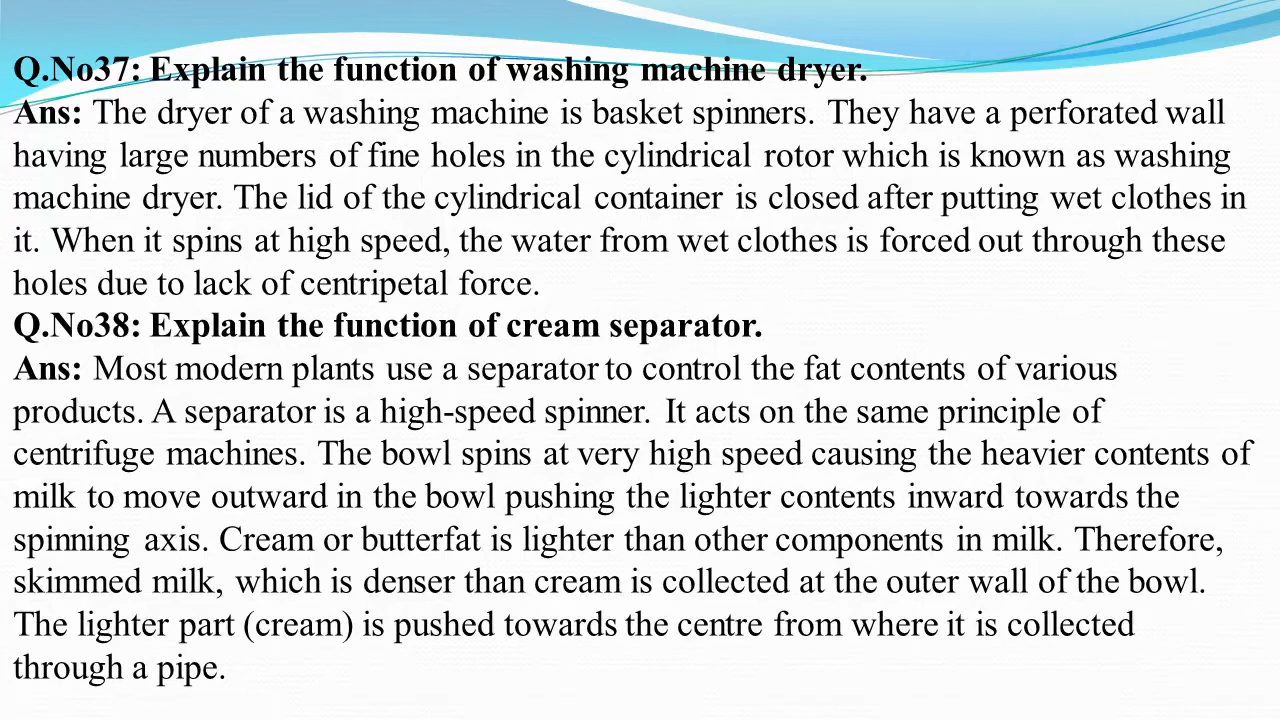 Q.No37: Explain the function of washing machine dryer.
Ans: The dryer of a washing machine is basket spinners. They have a perforated wall
having large numbers of fine holes in the cylindrical rotor which is known as washing
machine dryer. The lid of the cylindrical container is closed after putting wet clothes in
it. When it spins at high speed, the water from wet clothes is forced out through these
holes due to lack of centripetal force.
Q.No38: Explain the function of cream separator.
Ans: Most modern plants use a separator to control the fat contents of various
products. A separator is a high-speed spinner. It acts on the same principle of
centrifuge machines. The bowl spins at very high speed causing the heavier contents of
milk to move outward in the bowl pushing the lighter contents inward towards the
spinning axis. Cream or butterfat is lighter than other components in milk. Therefore,
skimmed milk, which is denser than cream is collected at the outer wall of the bowl.
The lighter part (cream) is pushed towards the centre from where it is collected
through a pipe.